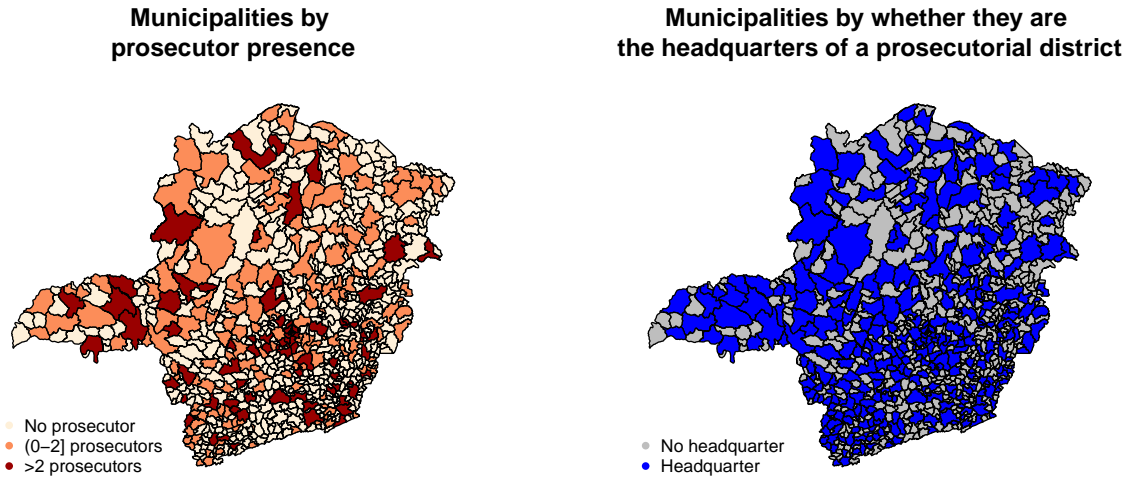 Municipalities by
prosecutor presence
No prosecutor
(0–2] prosecutors
>2 prosecutors
Municipalities by whether they are
the headquarters of a prosecutorial district
No headquarter
Headquarter